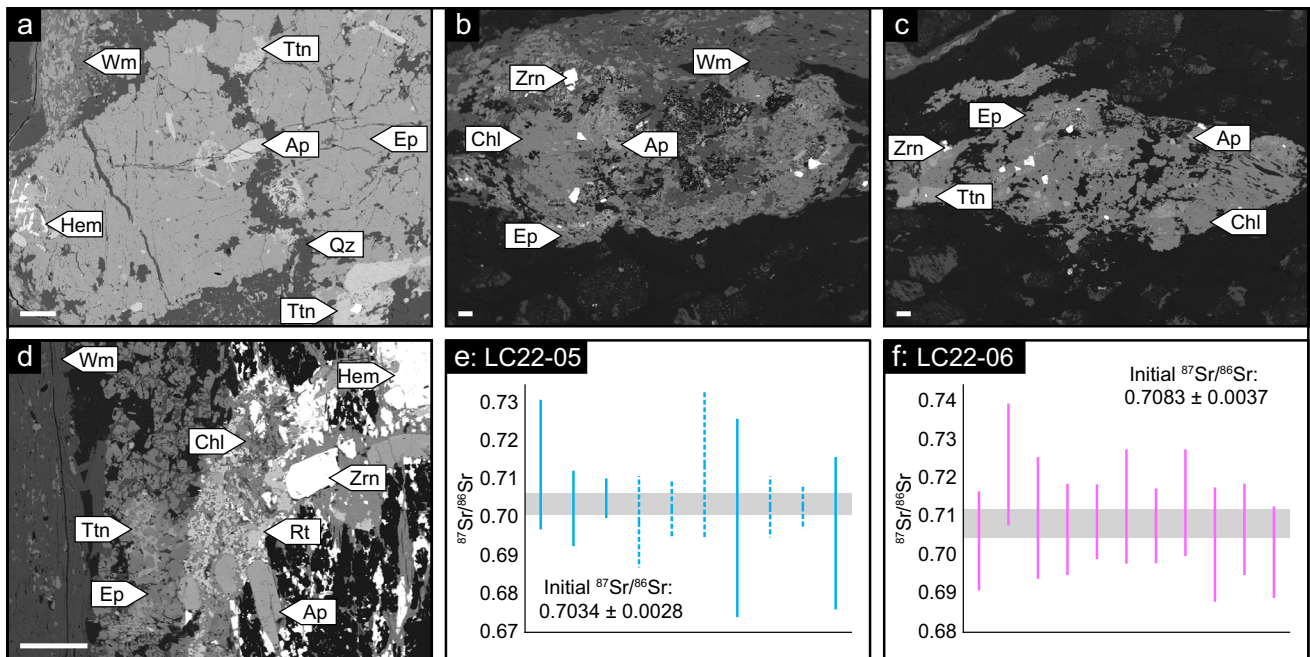 a
Wm
Ttn
Ap
Ep
Hem
Qz
Ttn
b
Zrn
Wm
Chl
Ap
Ep
c
Ep
Zrn
Ap
Ttn
Chl
d
Wm
Hem
Chl
Zrn
Ttn
Rt
Ep
Ap
e: LC22-05
0.73
0.72
0.71
0.70
0.69
0.68
0.67
⁸⁷Sr/⁸⁶Sr
Initial ⁸⁷Sr/⁸⁶Sr:
0.7034 ± 0.0028
f: LC22-06
Initial ⁸⁷Sr/⁸⁶Sr:
0.7083 ± 0.0037
0.74
0.73
0.72
0.71
0.70
0.69
0.68
⁸⁷Sr/⁸⁶Sr